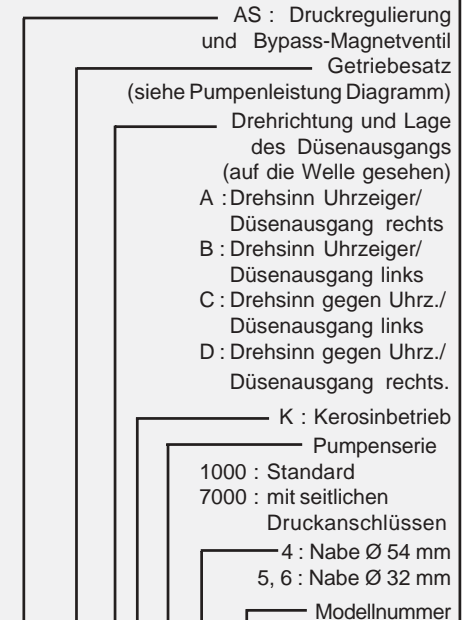 AS : Druckregulierung
und Bypass-Magnetventil
Getriebesatz
(siehe Pumpenleistung Diagramm)
Drehrichtung und Lage
des Düsenausgangs
(auf die Welle gesehen)
A : Drehsinn Uhrzeiger/
Düsenausgang rechts
B : Drehsinn Uhrzeiger/
Düsenausgang links
C : Drehsinn gegen Uhrz./
Düsenausgang links
D : Drehsinn gegen Uhrz./
Düsenausgang rechts.
K : Kerosinbetrieb
Pumpenserie
1000 : Standard
7000 : mit seitlichen
Druckanschlüssen
4 : Nabe Ø 54 mm
5, 6 : Nabe Ø 32 mm
Modellnummer